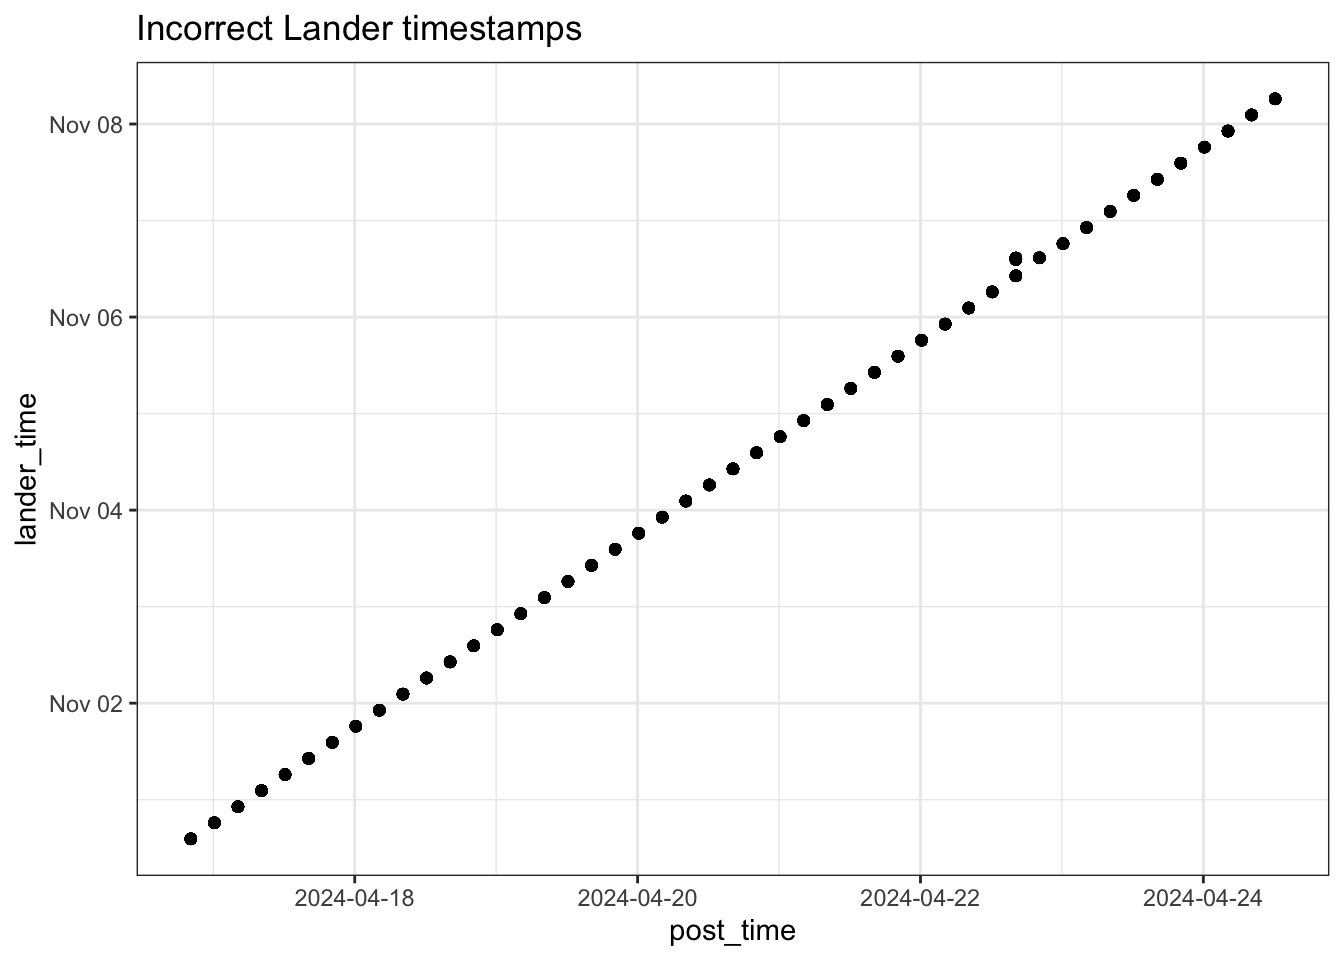 Incorrect Lander timestamps
Nov 08
Nov 06
Nov 04
Nov 02
lander_time
2024-04-18 2024-04-20 2024-04-22 2024-04-24
post_time